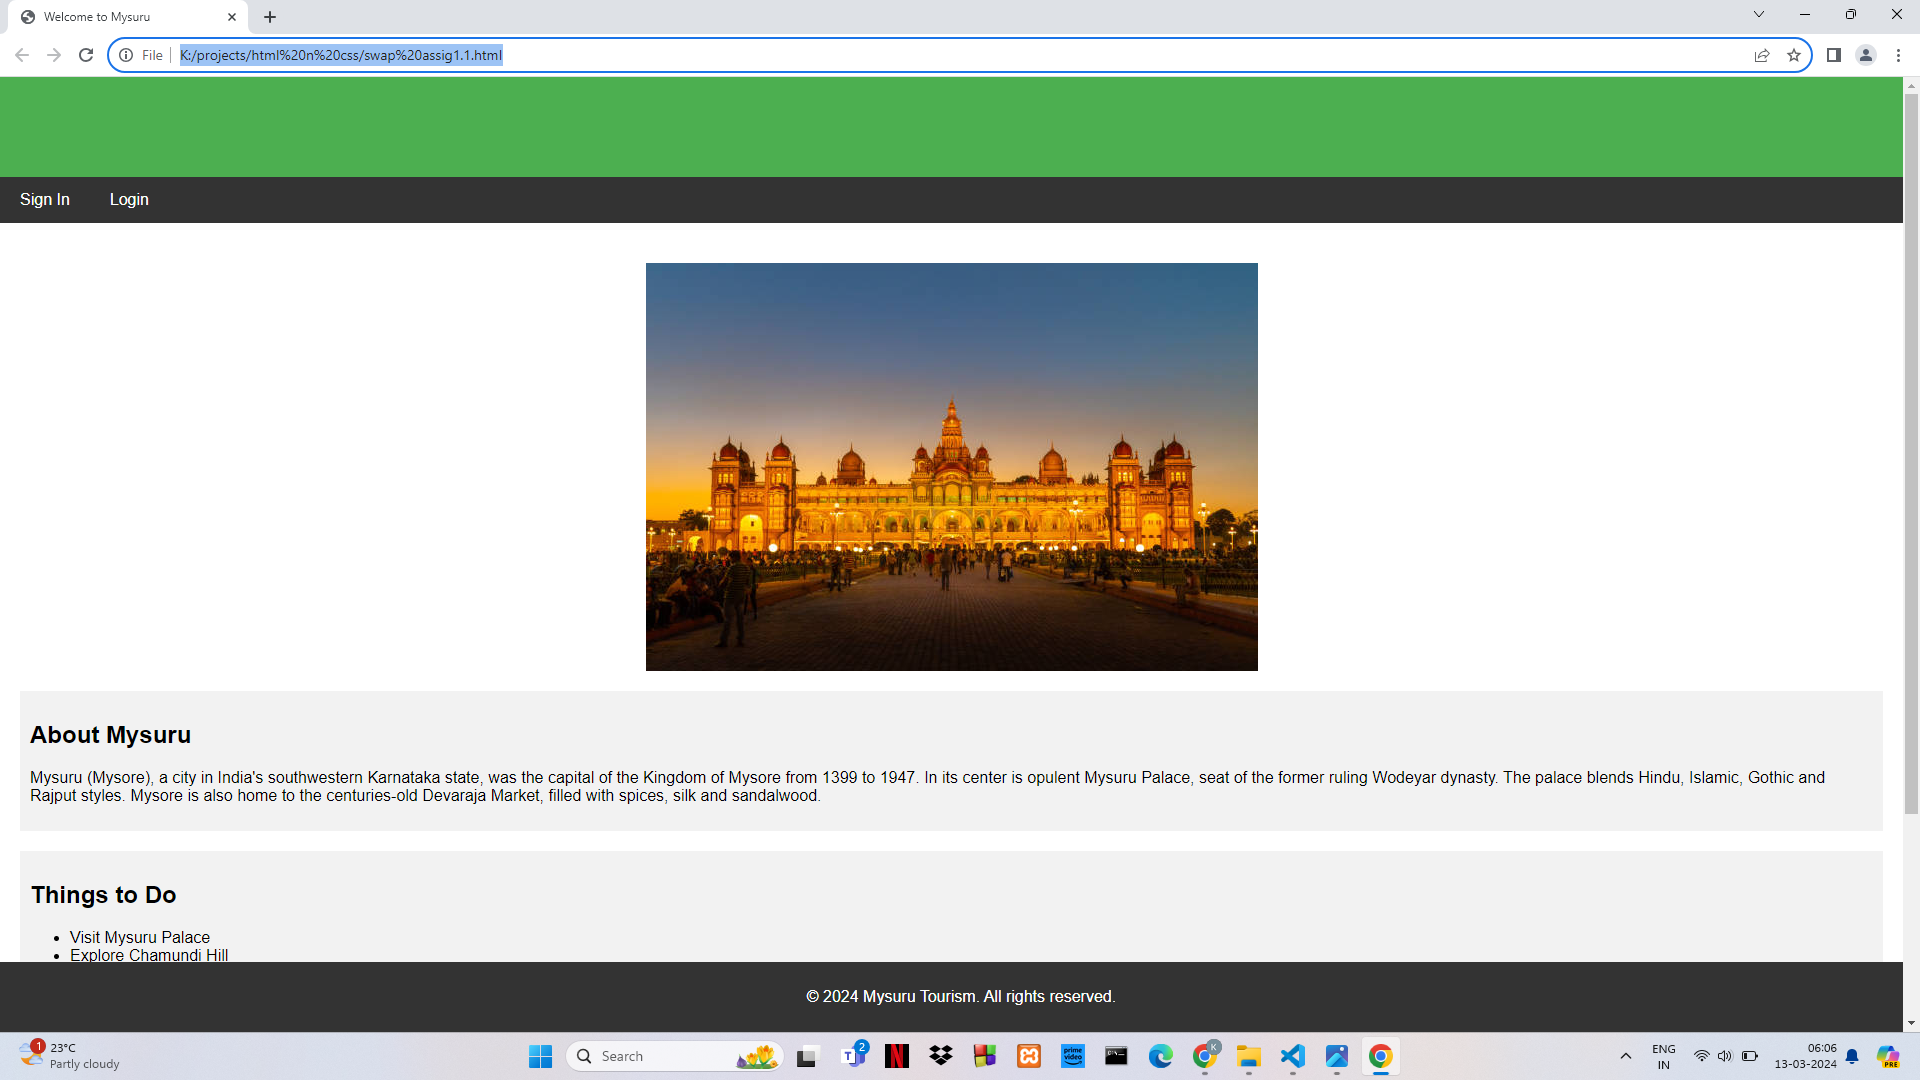 Welcome to Mysuru
File
K:/projects/html%20n%20css/swap%20assig1.1.html
Sign In Login
About Mysuru
Mysuru (Mysore), a city in India's southwestern Karnataka state, was the capital of the Kingdom of Mysore from 1399 to 1947. In its center is opulent Mysuru Palace, seat of the former ruling Wodeyar dynasty. The palace blends Hindu, Islamic, Gothic and
Rajput styles. Mysore is also home to the centuries-old Devaraja Market, filled with spices, silk and sandalwood.
Things to Do
• Visit Mysuru Palace
• Explore Chamundi Hill
© 2024 Mysuru Tourism. All rights reserved.
1
23°C
Partly cloudy
Search
T
2
N
prime
video
K
ENG
IN
06:06
13-03-2024
PRE